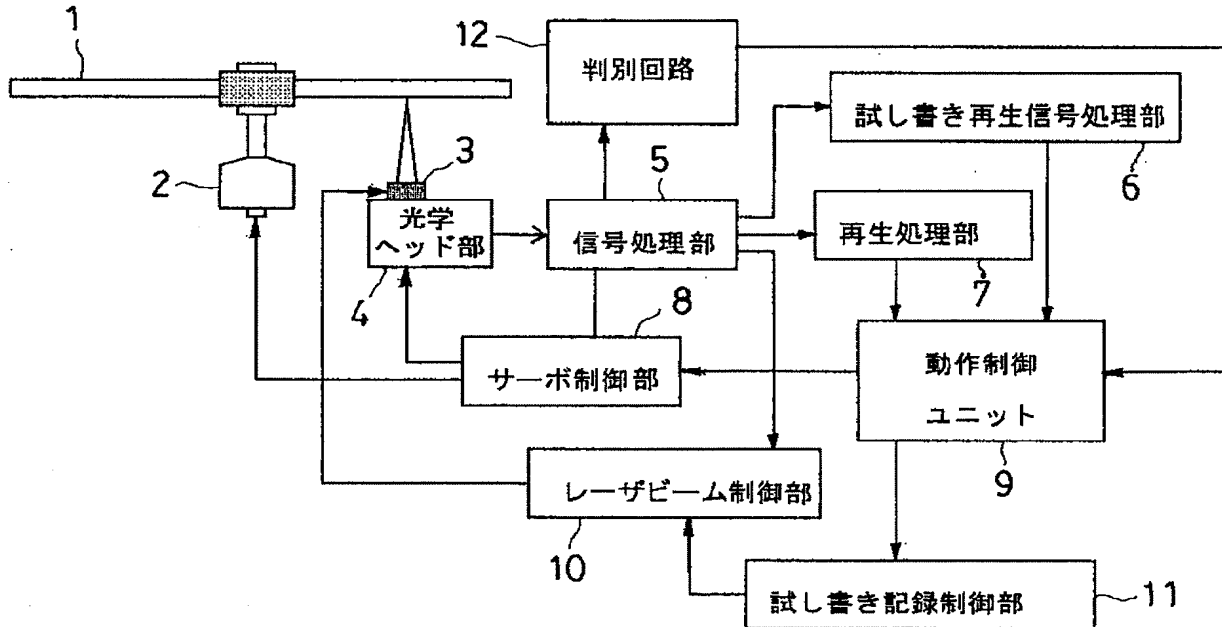 1
12
判別回路
試し書き再生信号処理部
6
2
3
光学
ヘッド部
4
5
信号処理部
再生処理部
7
8
サーボ制御部
動作制御
ユニット
9
レーザビーム制御部
10
試し書き記録制御部
11